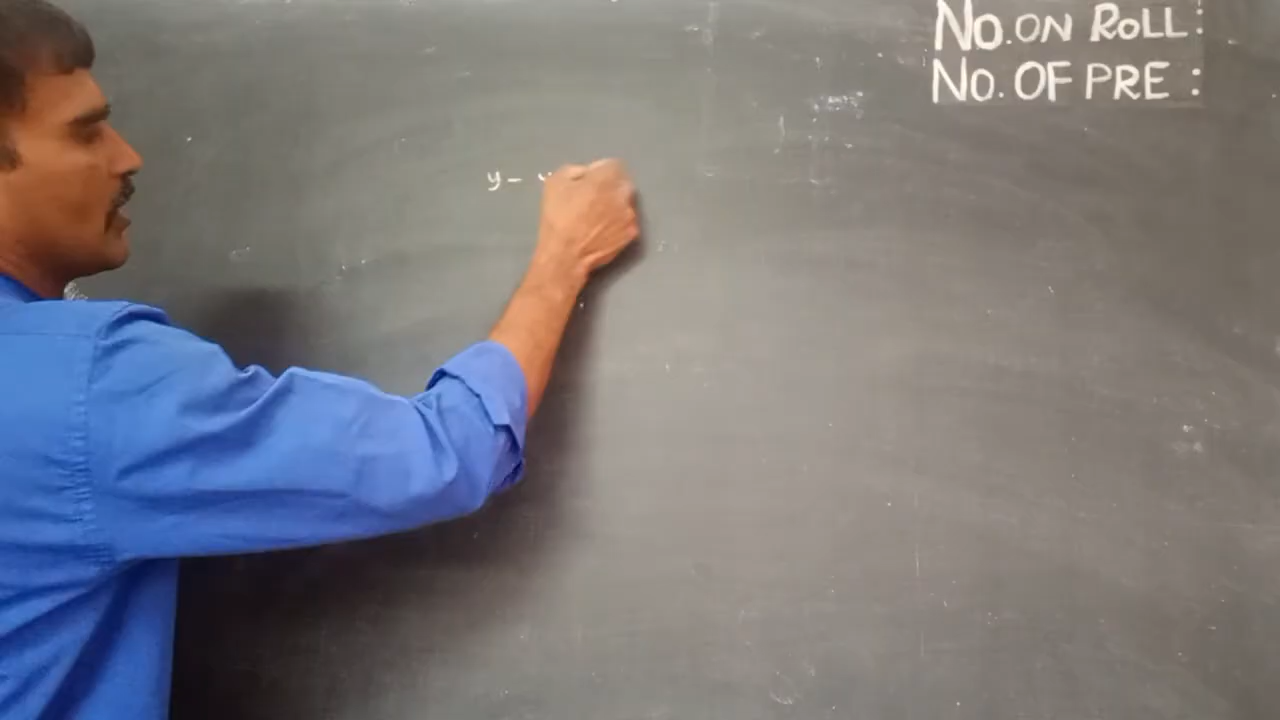 No. ON ROLL:
No. OF PRE :
y –